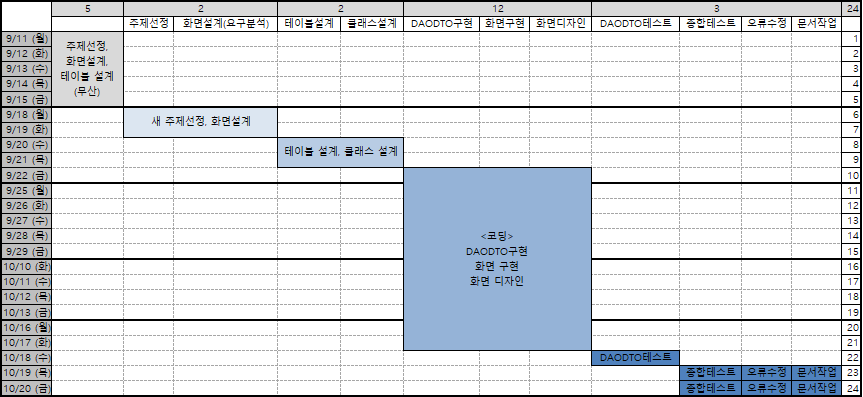 5 2 2 12 3 24
주제선정 화면설계(요구분석) 테이블설계 클래스설계 DAODTO구현 화면구현 화면디자인 DAODTO테스트 종합테스트 오류수정 문서작업
9/11 (월) 1
주제선정,
9/12 (화) 2
화면설계,
9/13 (수) 3
테이블 설계
9/14 (목) 4
(무산)
9/15 (금) 5
9/18 (월) 6
새 주제선정, 화면설계
9/19 (화) 7
9/20 (수) 8
테이블 설계, 클래스 설계
9/21 (목) 9
9/22 (금) 10
9/25 (월) 11
9/26 (화) 12
9/27 (수) 13
9/28 (목) 14
<코딩>
9/29 (금) 15
DAODTO구현
10/10 (화) 16
화면 구현
10/11 (수) 17
화면 디자인
10/12 (목) 18
10/13 (금) 19
10/16 (월) 20
10/17 (화) 21
10/18 (수) DAODTO테스트 22
10/19 (목) 종합테스트 오류수정 문서작업 23
10/20 (금) 종합테스트 오류수정 문서작업 24